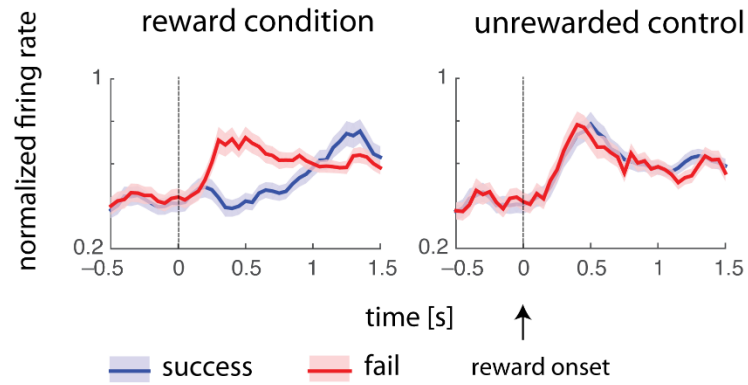 reward condition
unrewarded control
normalized firing rate
1
0.2
−0.5 0 0.5 1 1.5
1
0.2
−0.5 0 0.5 1 1.5
time [s]
reward onset
success
fail